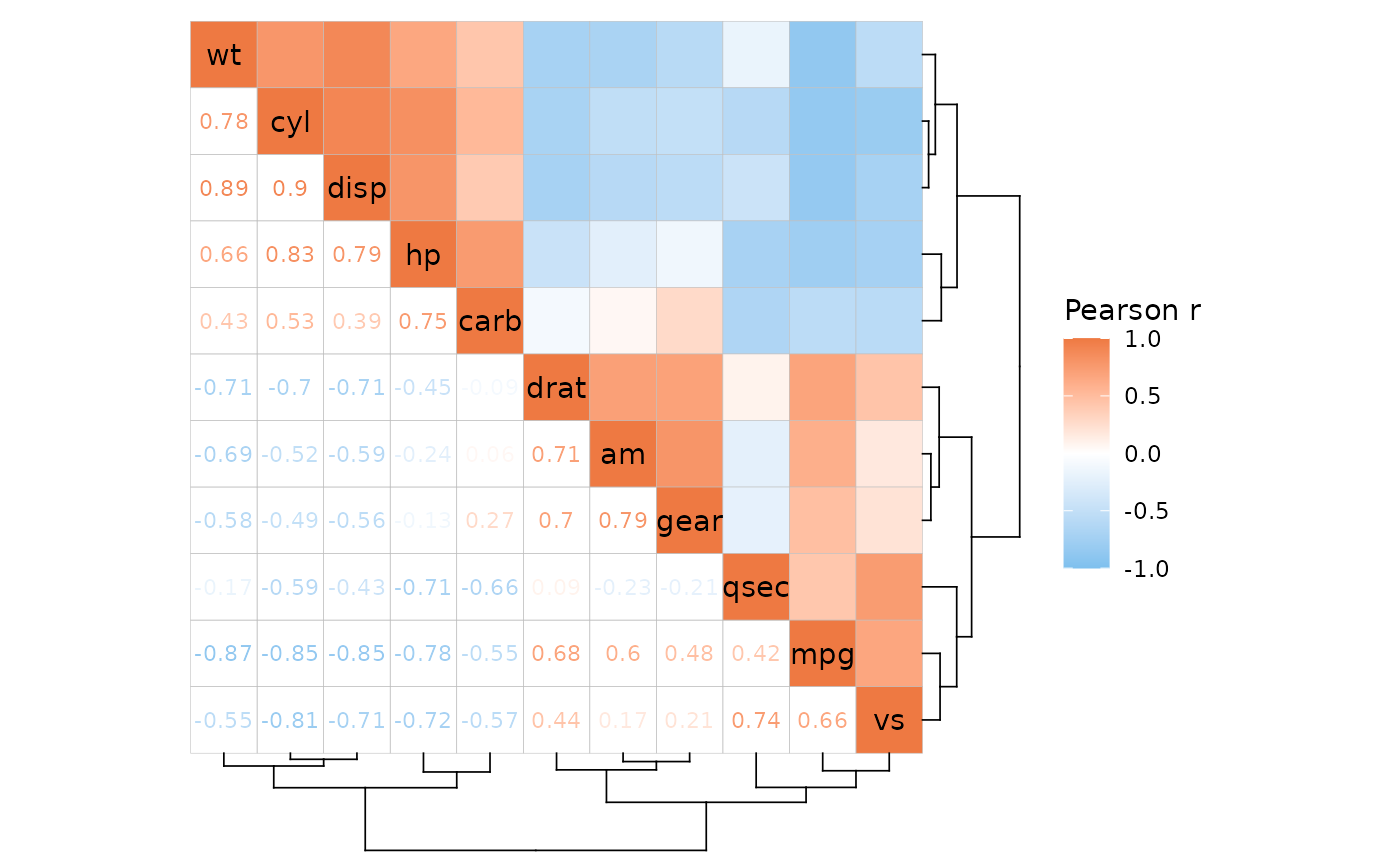 wt
0.78 cyl
0.89 0.9 disp
0.66 0.83 0.79 hp
Pearson r
0.43 0.53 0.39 0.75 carb
1.0
-0.71 -0.7 -0.71 -0.45 -0.09 drat
0.5
-0.69 -0.52 -0.59 -0.24 0.06 0.71 am
0.0
-0.58 -0.49 -0.56 -0.13 0.27 0.7 0.79 gear
-0.5
-0.17 -0.59 -0.43 -0.71 -0.66 0.09 -0.23 -0.21 qsec
-1.0
-0.87 -0.85 -0.85 -0.78 -0.55 0.68 0.6 0.48 0.42 mpg
-0.55 -0.81 -0.71 -0.72 -0.57 0.44 0.17 0.21 0.74 0.66 vs